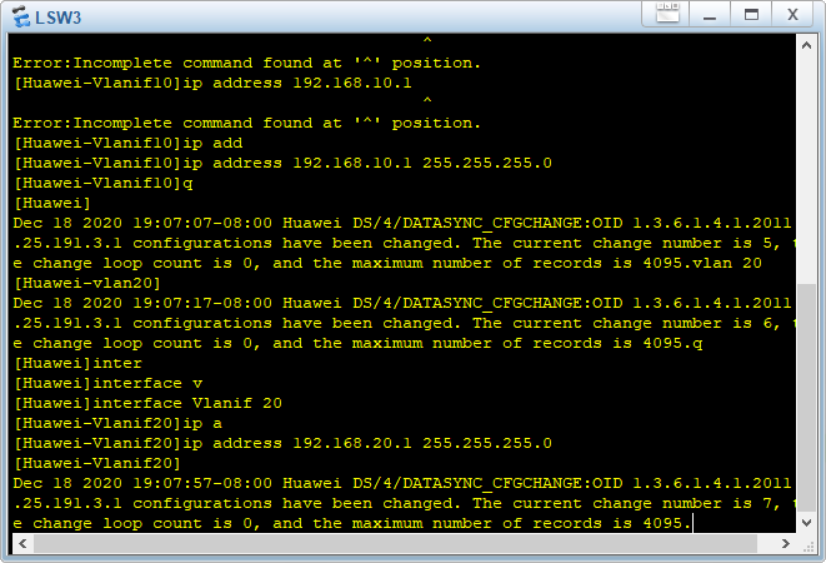 LSW3
^
Error:Incomplete command found at '^' position.
[Huawei-Vlanif10]ip address 192.168.10.1
^
Error:Incomplete command found at '^' position.
[Huawei-Vlanif10]ip add
[Huawei-Vlanif10]ip address 192.168.10.1 255.255.255.0
[Huawei-Vlanif10]q
[Huawei]
Dec 18 2020 19:07:07-08:00 Huawei DS/4/DATASYNC_CFGCHANGE:OID 1.3.6.1.4.1.2011
.25.191.3.1 configurations have been changed. The current change number is 5,
e change loop count is 0, and the maximum number of records is 4095.vlan 20
[Huawei-vlan20]
Dec 18 2020 19:07:17-08:00 Huawei DS/4/DATASYNC_CFGCHANGE:OID 1.3.6.1.4.1.2011
.25.191.3.1 configurations have been changed. The current change number is 6,
e change loop count is 0, and the maximum number of records is 4095.q
[Huawei]inter
[Huawei]interface v
[Huawei]interface Vlanif 20
[Huawei-Vlanif20]ip a
[Huawei-Vlanif20]ip address 192.168.20.1 255.255.255.0
[Huawei-Vlanif20]
Dec 18 2020 19:07:57-08:00 Huawei DS/4/DATASYNC_CFGCHANGE:OID 1.3.6.1.4.1.2011
.25.191.3.1 configurations have been changed. The current change number is 7,
e change loop count is 0, and the maximum number of records is 4095.